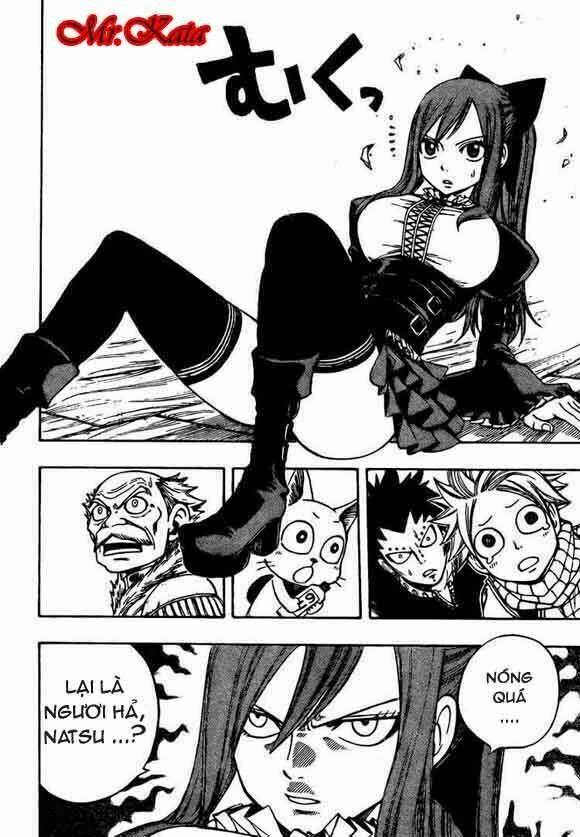 Mr.Kata
むくっ
NÓNG
QUÁ
....
LẠI LÀ
NGƯƠI HẢ,
NATSU ...?